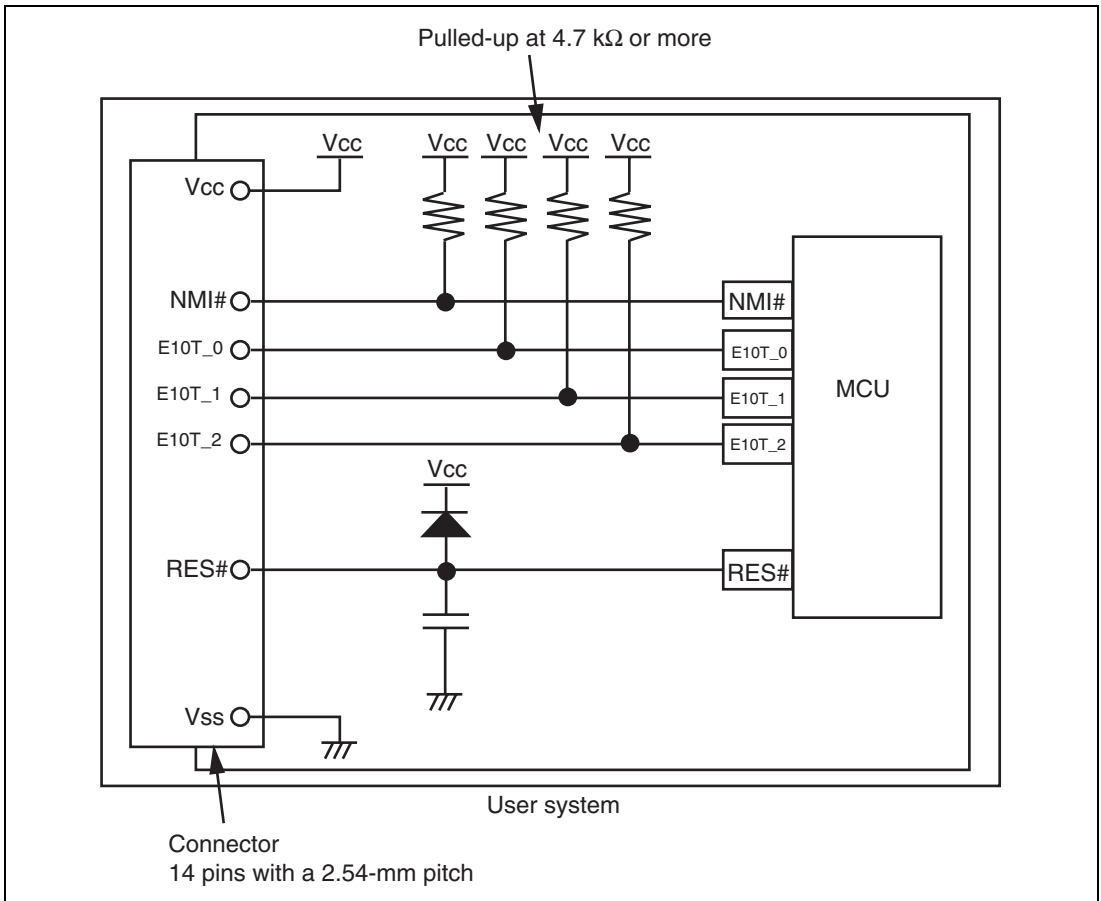 Pulled-up at 4.7 kΩ or more
Vcc Vcc Vcc Vcc Vcc
Vcc
NMI# NMI#
E10T_0 E10T_0
E10T_1 E10T_1
MCU
E10T_2 E10T_2
Vcc
RES# RES#
Vss
User system
Connector
14 pins with a 2.54-mm pitch